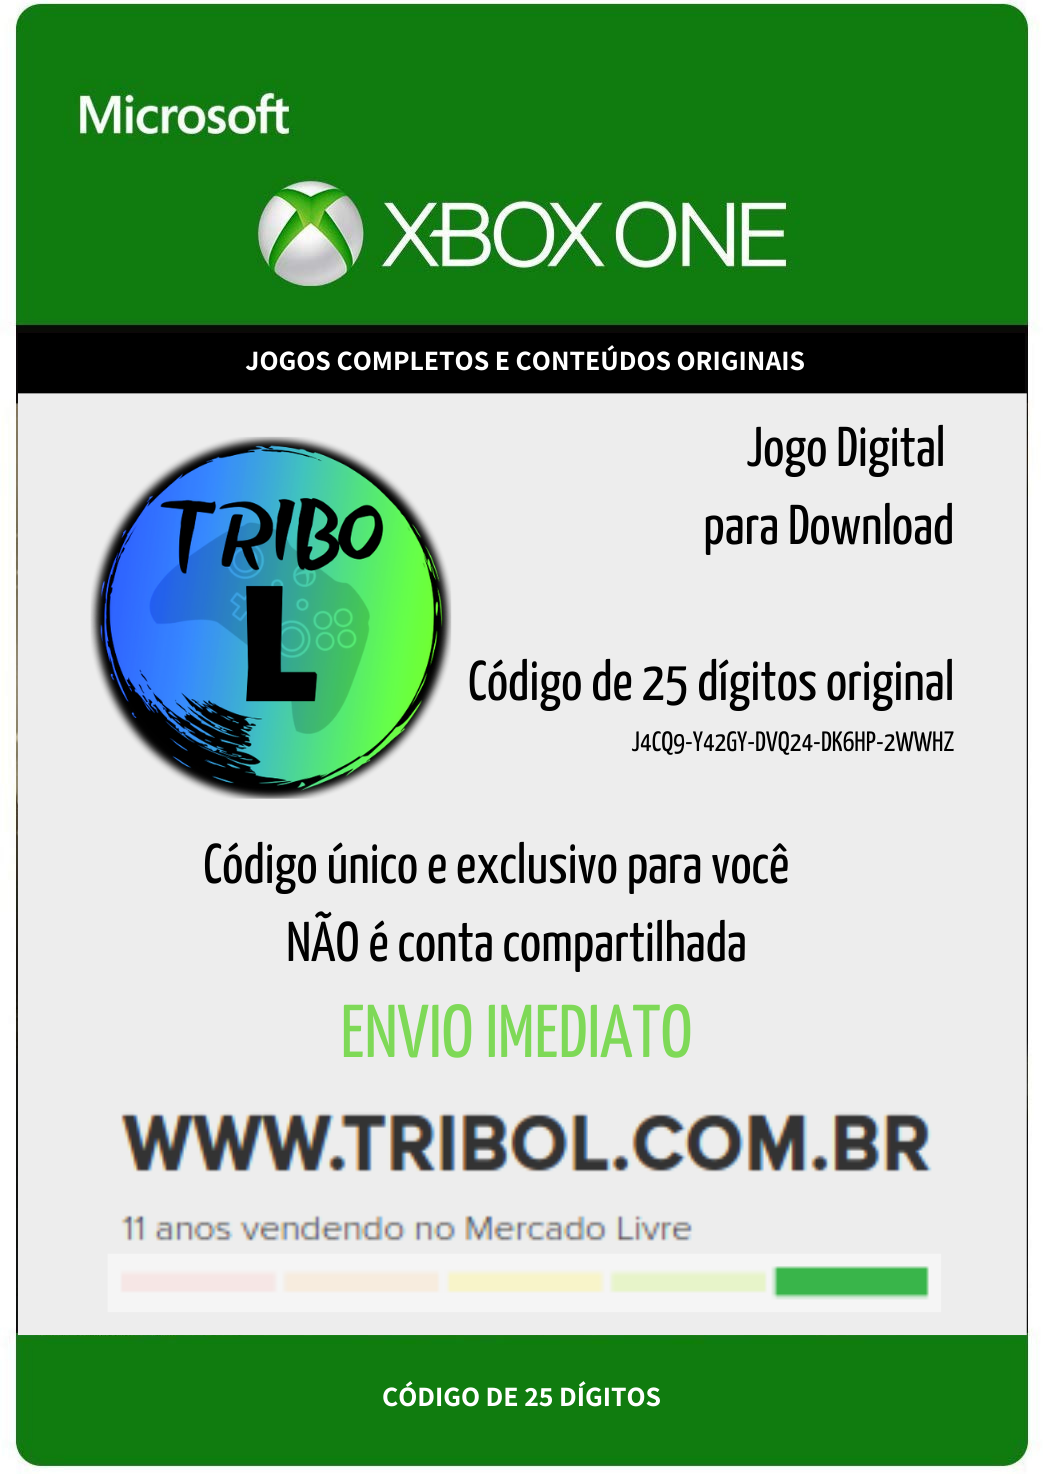 Microsoft
XBOX ONE
JOGOS COMPLETOS E CONTEÚDOS ORIGINAIS
TRIBO
L
Jogo Digital
para Download
Código de 25 dígitos original
J4CQ9-Y42GY-DVQ24-DK6HP-2WWHZ
Código único e exclusivo para você
NÃO é conta compartilhada
ENVIO IMEDIATO
WWW.TRIBOL.COM.BR
11 anos vendendo no Mercado Livre
CÓDIGO DE 25 DÍGITOS